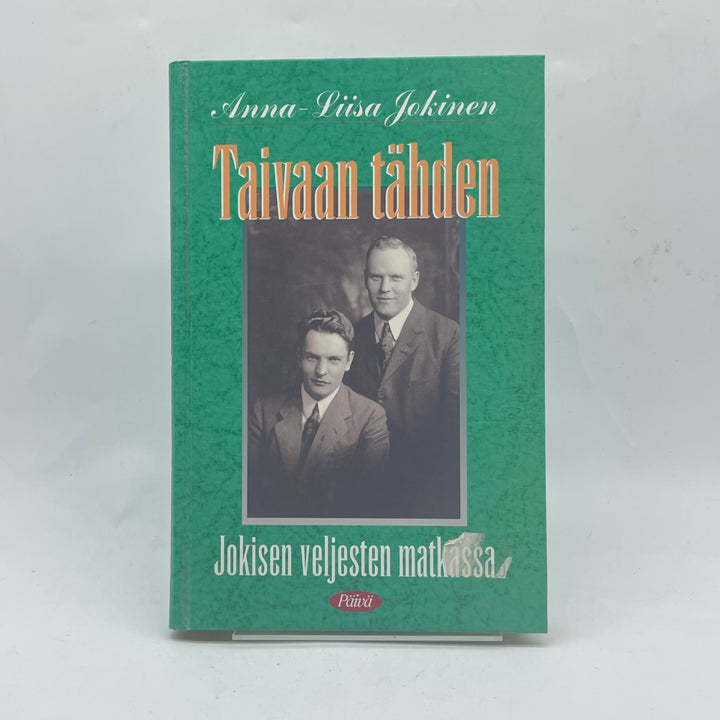 Anna-Liisa Jokinen
Taivaan tähden
Jokisen veljesten matkassa
Päivä